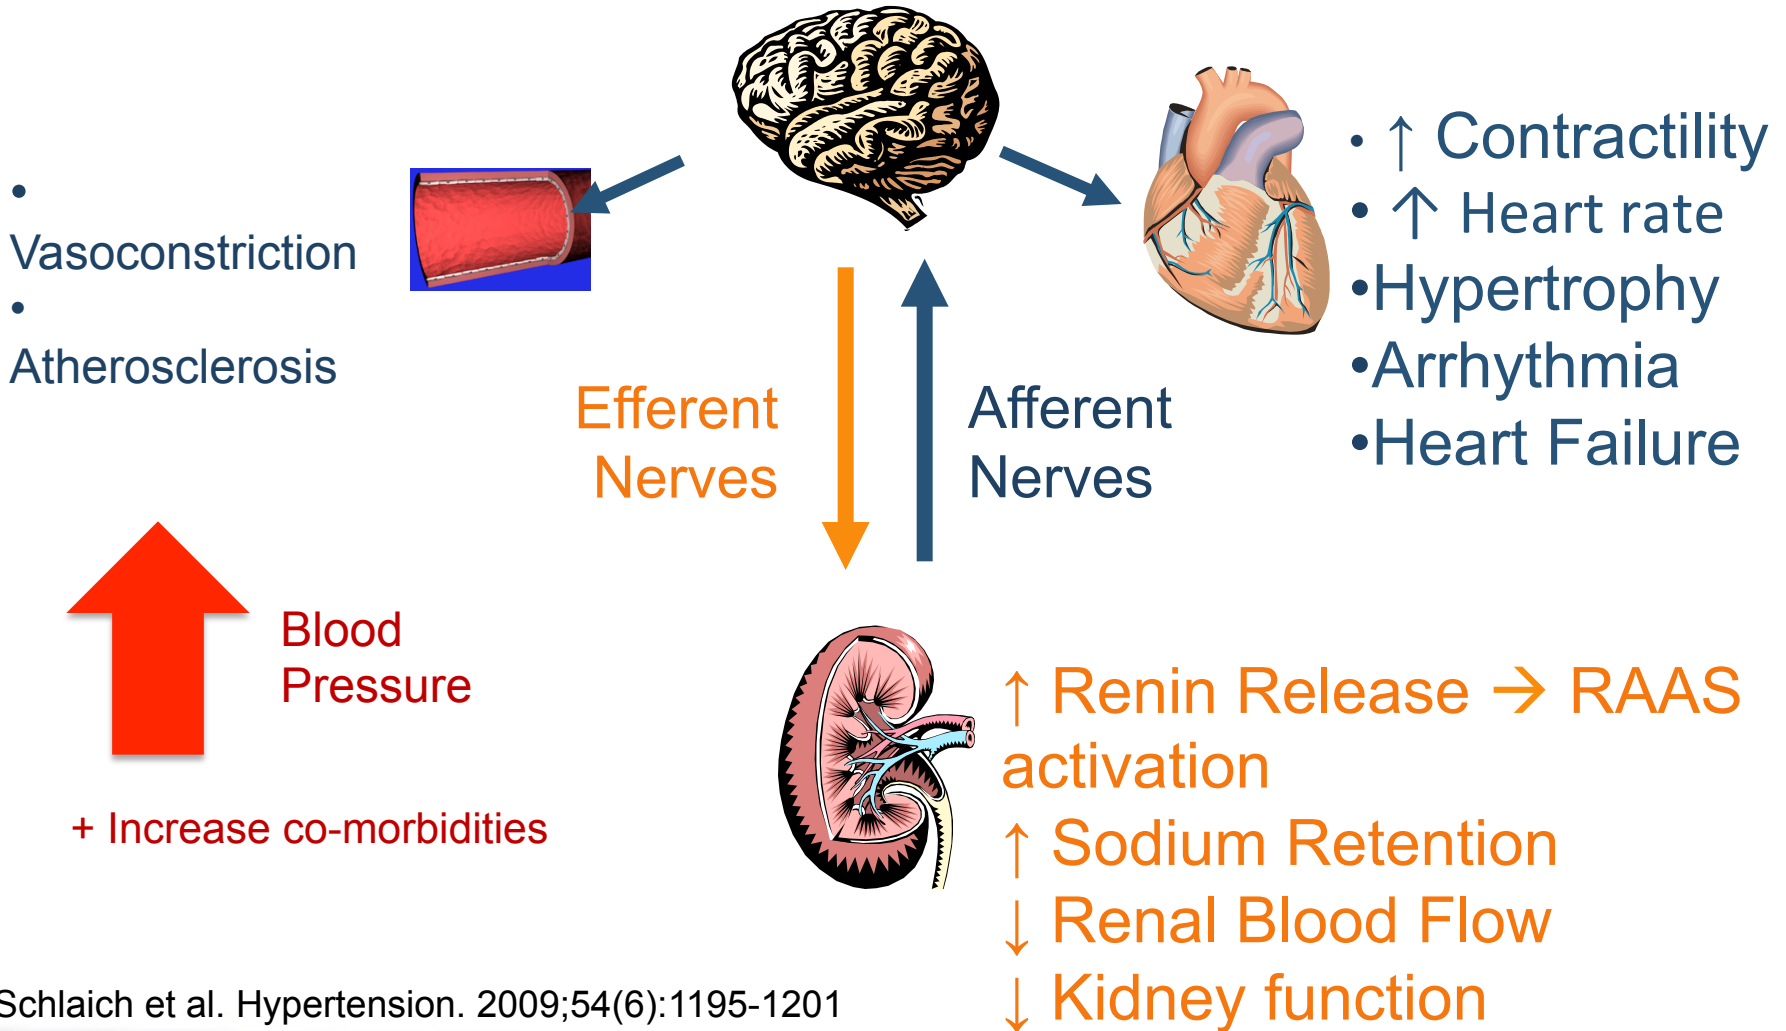 •
Vasoconstriction
•
Atherosclerosis
• ↑ Contractility
• ↑ Heart rate
•Hypertrophy
•Arrhythmia
•Heart Failure
Efferent
Nerves
Afferent
Nerves
Blood
Pressure
+ Increase co-morbidities
↑ Renin Release → RAAS
activation
↑ Sodium Retention
↓ Renal Blood Flow
↓ Kidney function
Schlaich et al. Hypertension. 2009;54(6):1195-1201